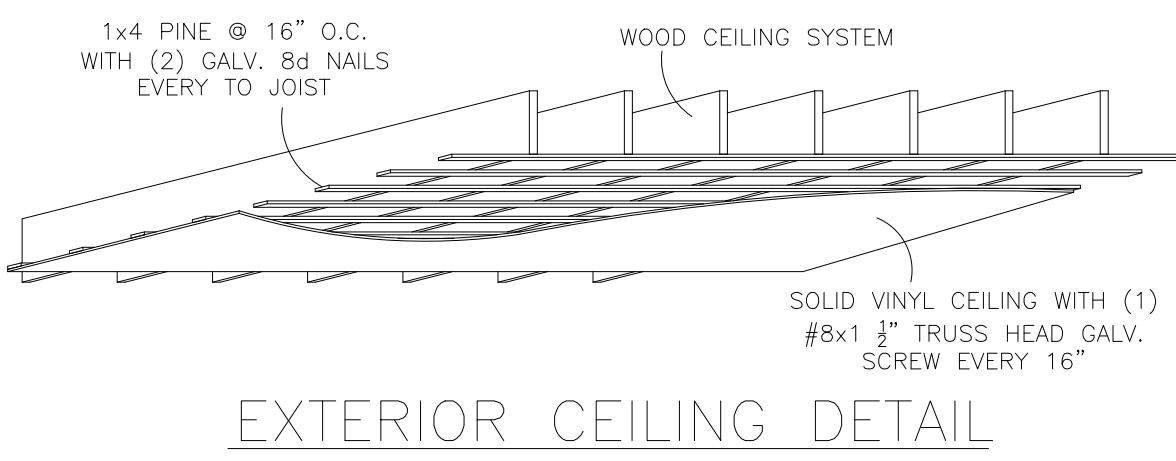 1x4 PINE @ 16” O.C.
WITH (2) GALV. 8d NAILS
EVERY TO JOIST
WOOD CEILING SYSTEM
SOLID VINYL CEILING WITH (1)
#8x1 1/2” TRUSS HEAD GALV.
SCREW EVERY 16”
EXTERIOR CEILING DETAIL